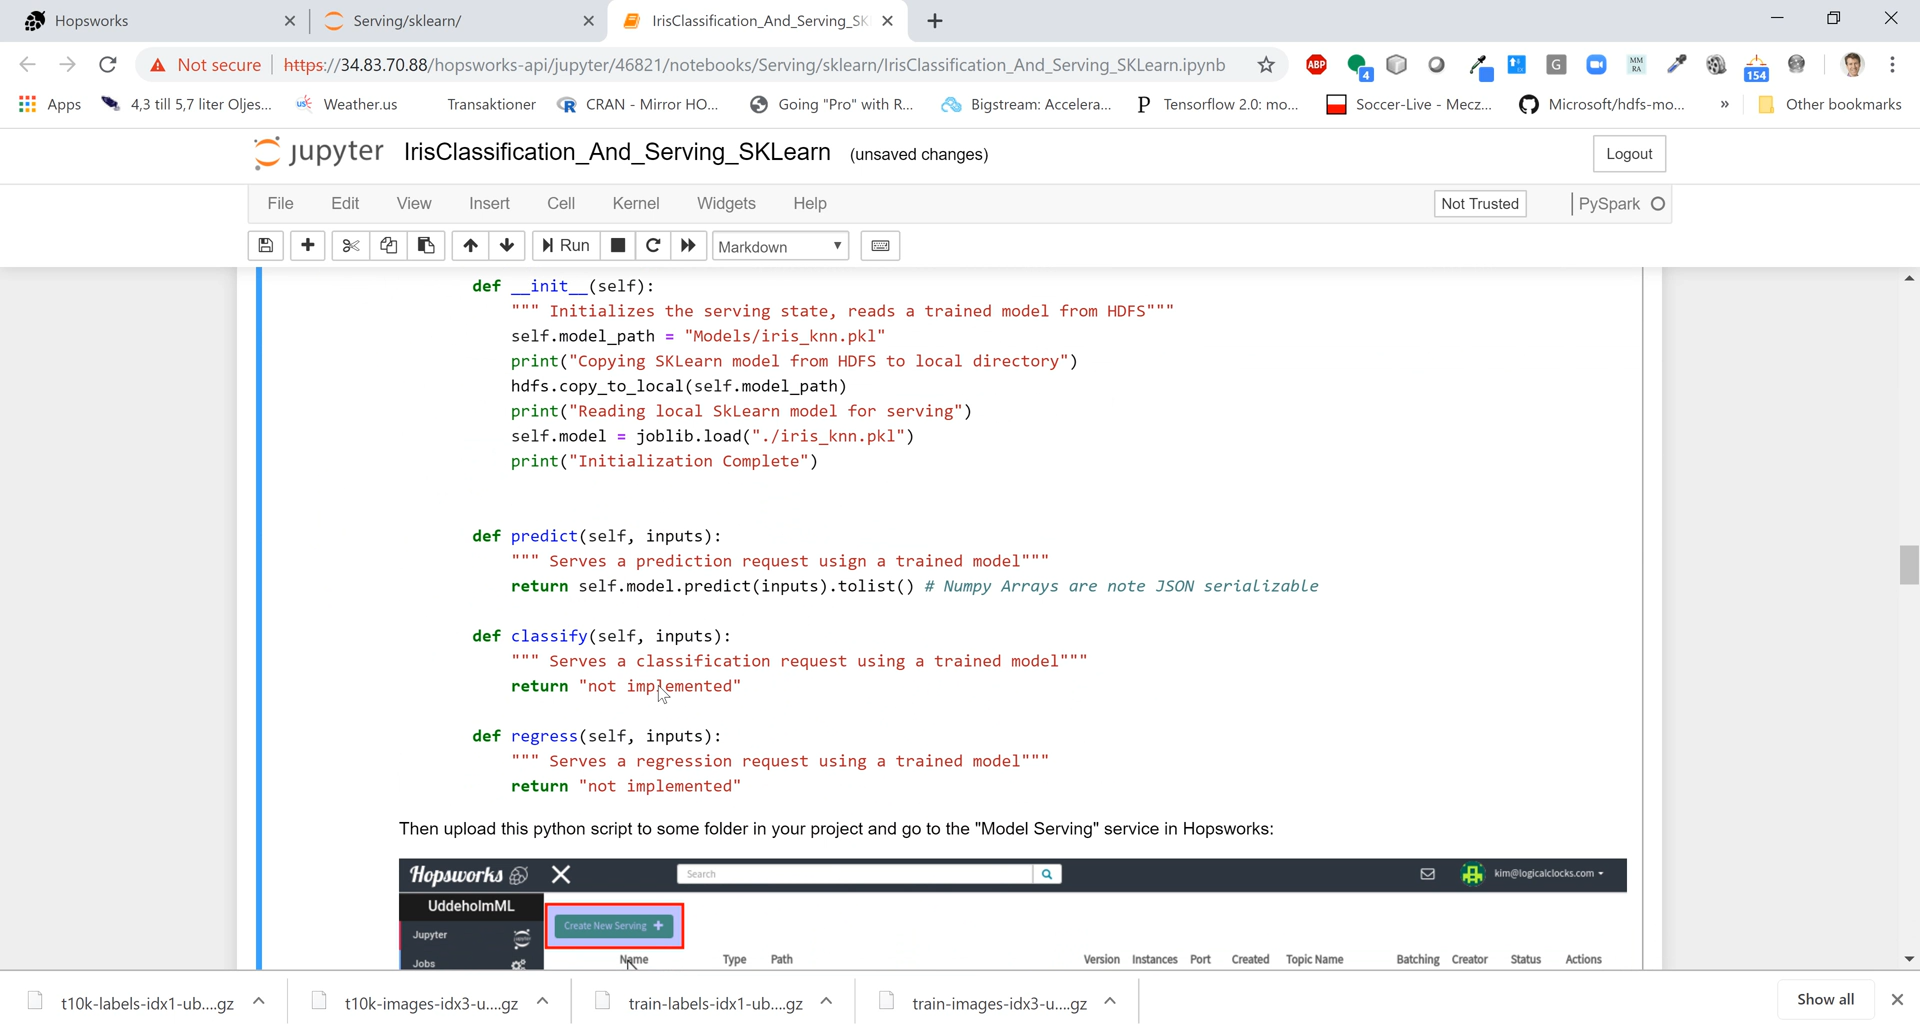 Hopsworks
Serving/sklearn/
IrisClassification_And_Serving_SK
Not secure
https://34.83.70.88/hopsworks-api/jupyter/46821/notebooks/Serving/sklearn/IrisClassification_And_Serving_SKLearn.ipynb
ABP
4
G
MM
RA
154
Apps
4,3 till 5,7 liter Oljes...
us
Weather.us
Transaktioner
CRAN - Mirror HO...
Going "Pro" with R...
Bigstream: Accelera...
P
Tensorflow 2.0: mo...
Soccer-Live - Mecz...
Microsoft/hdfs-mo...
»
Other bookmarks
jupyter
IrisClassification_And_Serving_SKLearn
(unsaved changes)
Logout
File
Edit
View
Insert
Cell
Kernel
Widgets
Help
Not Trusted
PySpark
Run
Markdown
def __init__(self):
""" Initializes the serving state, reads a trained model from HDFS"""
self.model_path = "Models/iris_knn.pkl"
print("Copying SKLearn model from HDFS to local directory")
hdfs.copy_to_local(self.model_path)
print("Reading local SkLearn model for serving")
self.model = joblib.load("./iris_knn.pkl")
print("Initialization Complete")
def predict(self, inputs):
""" Serves a prediction request usign a trained model"""
return self.model.predict(inputs).tolist() # Numpy Arrays are note JSON serializable
def classify(self, inputs):
""" Serves a classification request using a trained model"""
return "not implemented"
def regress(self, inputs):
""" Serves a regression request using a trained model"""
return "not implemented"
Then upload this python script to some folder in your project and go to the "Model Serving" service in Hopsworks:
Hopsworks
Search
kim@logicalclocks.com
UddeholmML
Create New Serving +
Jupyter
Name
Type
Path
Version
Instances
Port
Created
Topic Name
Batching
Creator
Status
Actions
Jobs
t10k-labels-idx1-ub....gz
t10k-images-idx3-u....gz
train-labels-idx1-ub....gz
train-images-idx3-u....gz
Show all